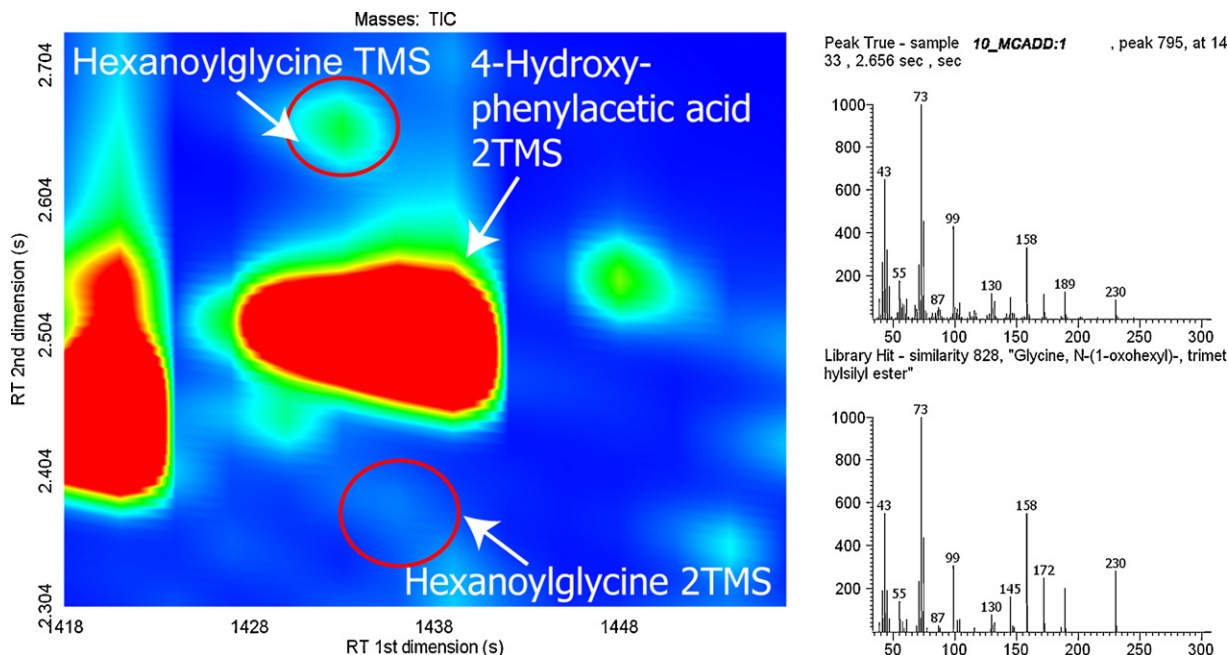 Masses: TIC
Hexanoylglycine TMS
4-Hydroxy-
phenylacetic acid
2TMS
Hexanoylglycine 2TMS
RT 2nd dimension (s)
2.704
2.604
2.504
2.404
2.304
1418
1428
1438
1448
RT 1st dimension (s)
Peak True - sample 10_MCADD:1 , peak 795, at 14
33 , 2.656 sec , sec
1000
800
600
400
200
73
43
99
158
55
87
130
189
230
50 100 150 200 250 300
Library Hit - similarity 828, "Glycine, N-(1-oxohexyl)-, trimet
hylsilyl ester"
1000
800
600
400
200
73
43
158
99
172
145
55
87
130
230
50 100 150 200 250 300